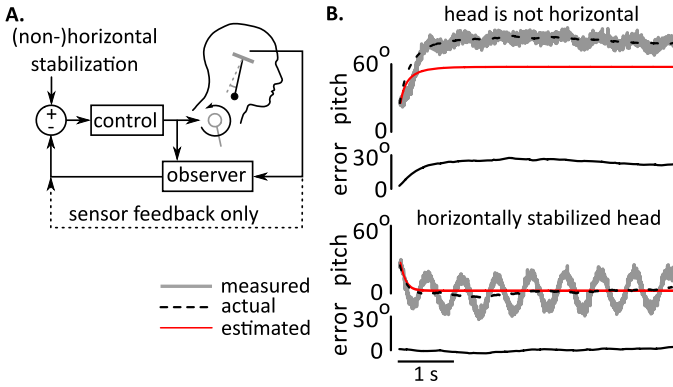 A.
(non-)horizontal
stabilization
+
-
control
observer
sensor feedback only
measured
actual
estimated
B.
head is not horizontal
60°
pitch
0
30°
error
0
horizontally stabilized head
60°
pitch
0
30°
error
0
1 s